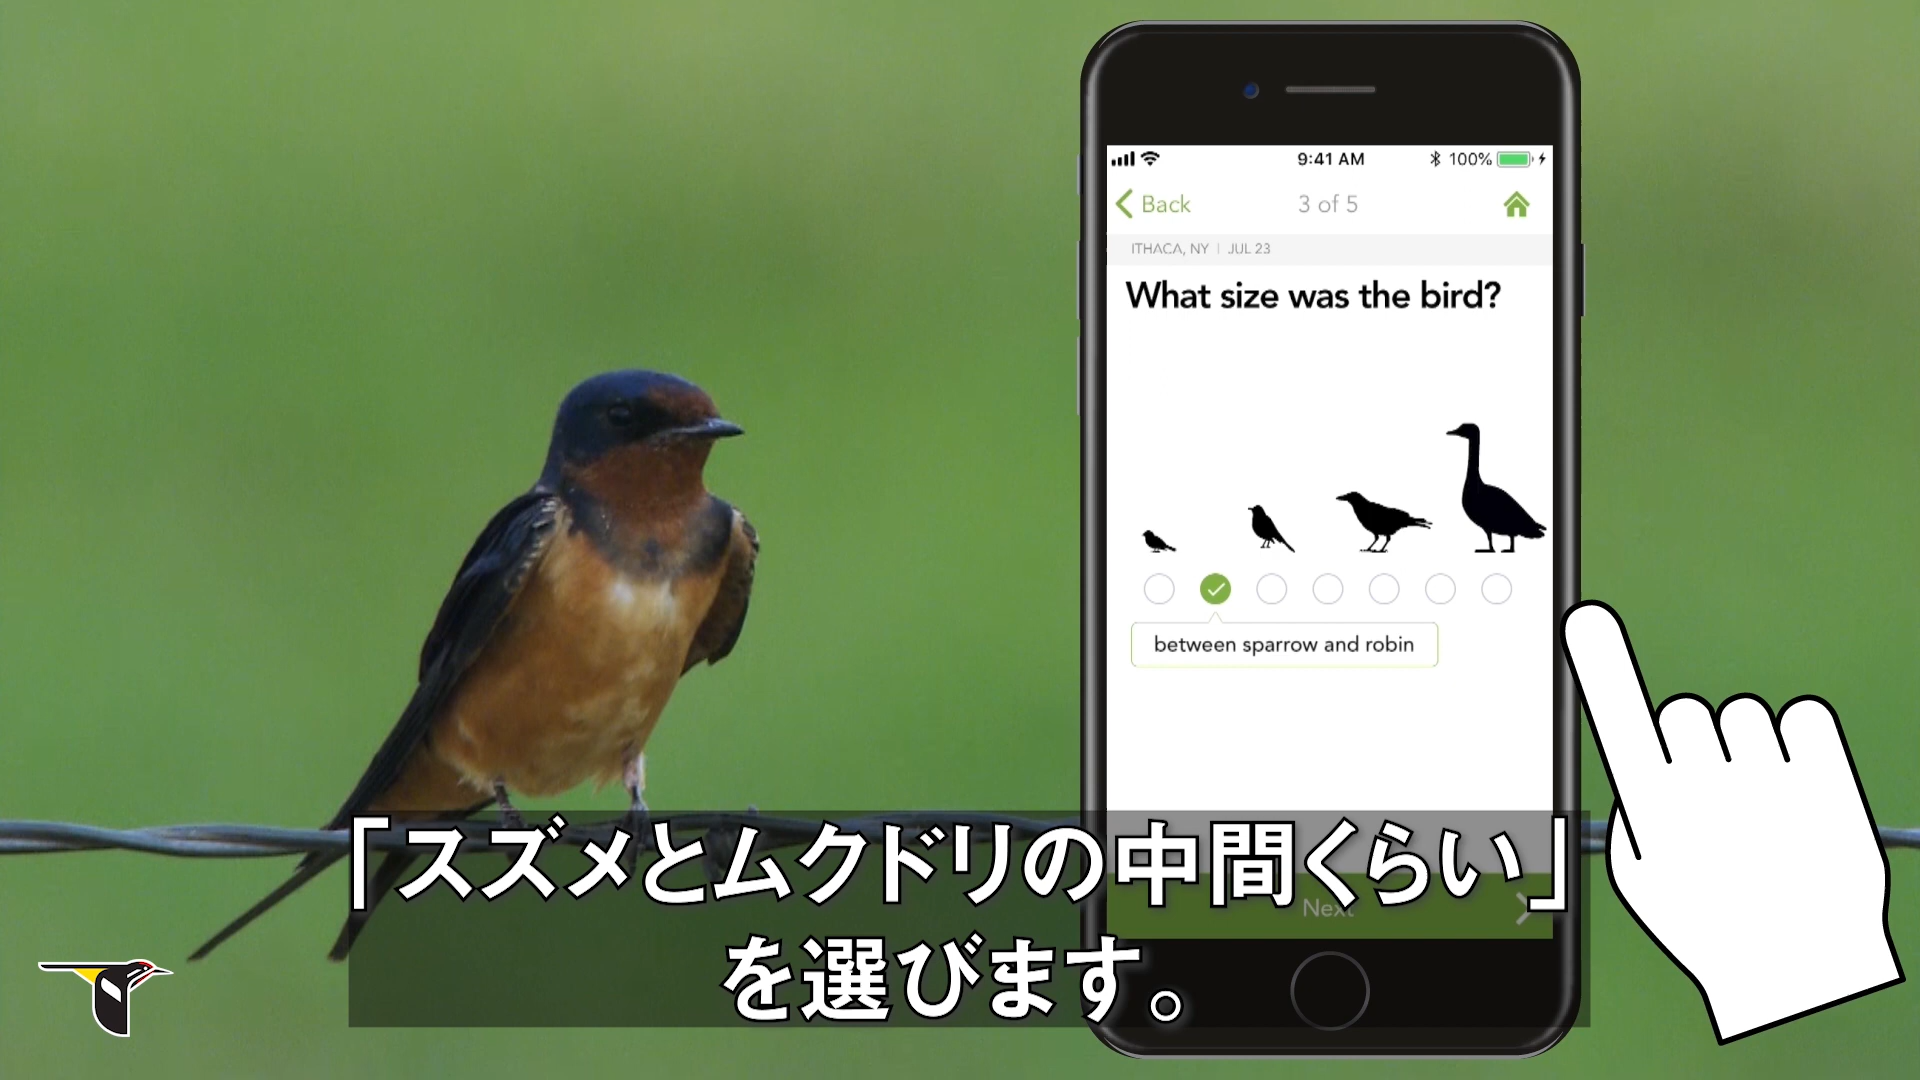 9:41 AM
100%
Back
3 of 5
ITHACA, NY | JUL 23
What size was the bird?
between sparrow and robin
Next
「スズメとムクドリの中間くらい」
を選びます。